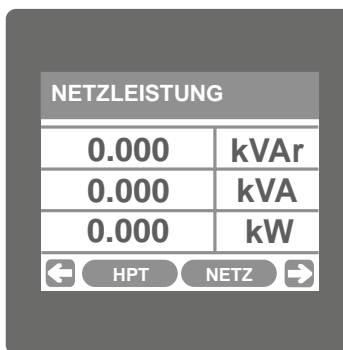 NETZLEISTUNG
0.000 kVAr
0.000 kVA
0.000 kW
HPT NETZ